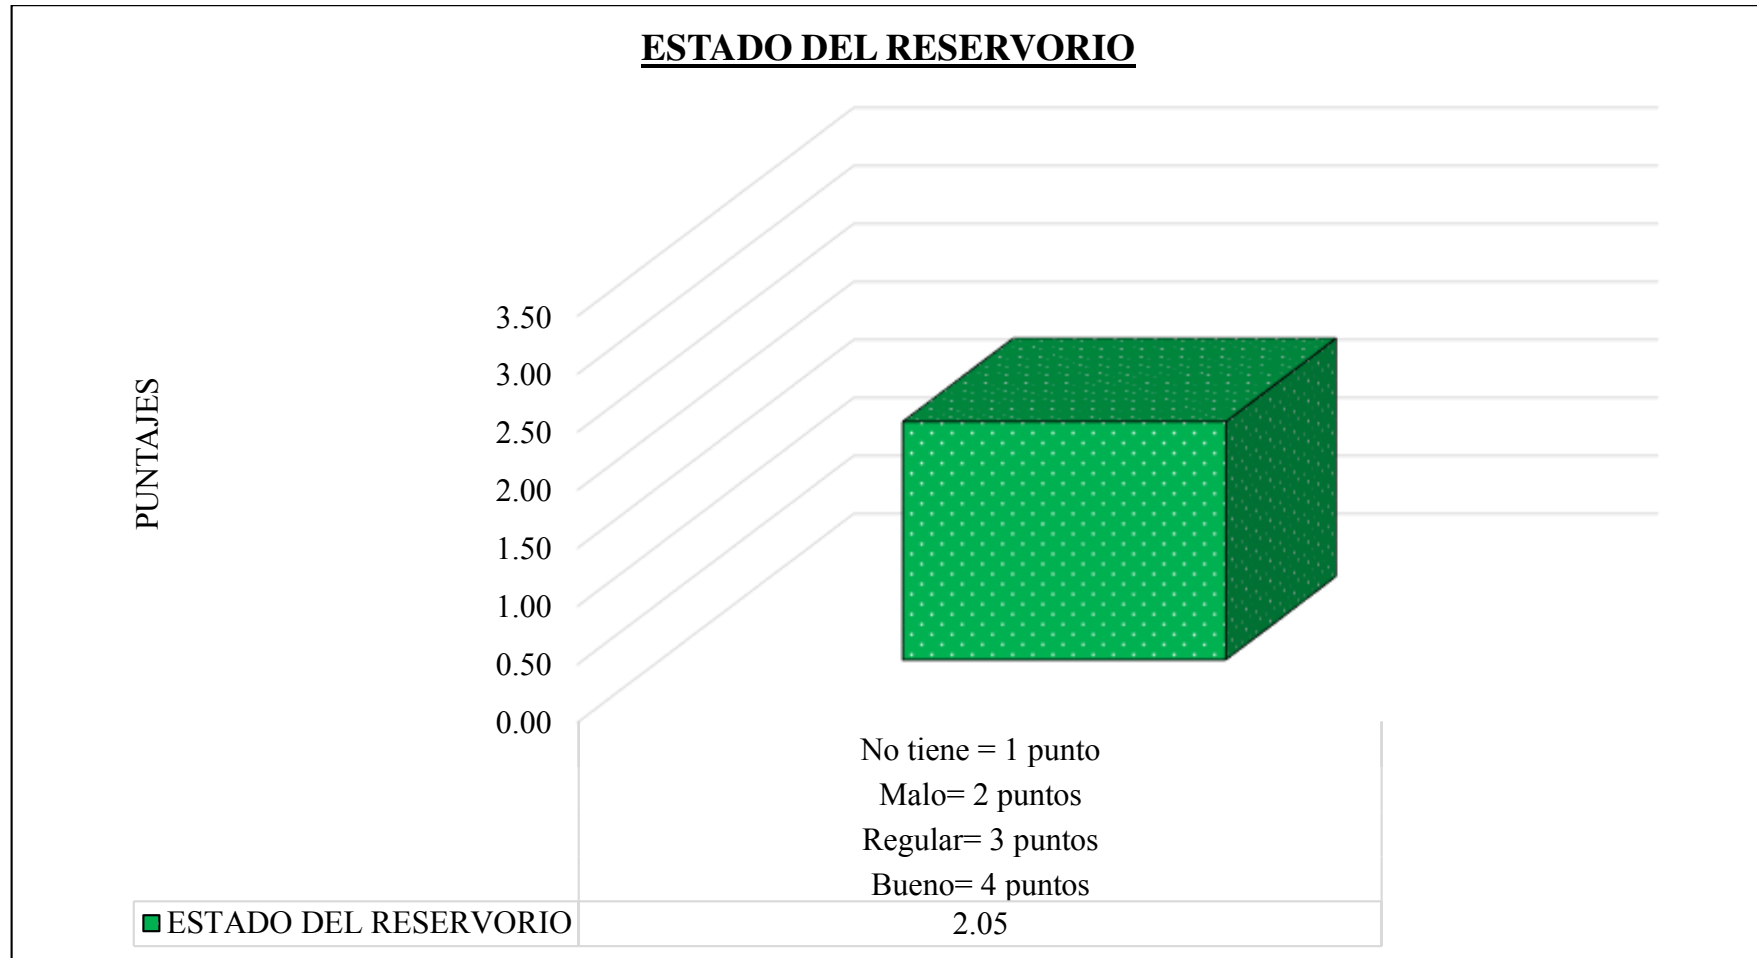 ESTADO DEL RESERVORIO
PUNTAJES
3.50
3.00
2.50
2.00
1.50
1.00
0.50
0.00
No tiene = 1 punto
Malo= 2 puntos
Regular= 3 puntos
Bueno= 4 puntos
ESTADO DEL RESERVORIO 2.05